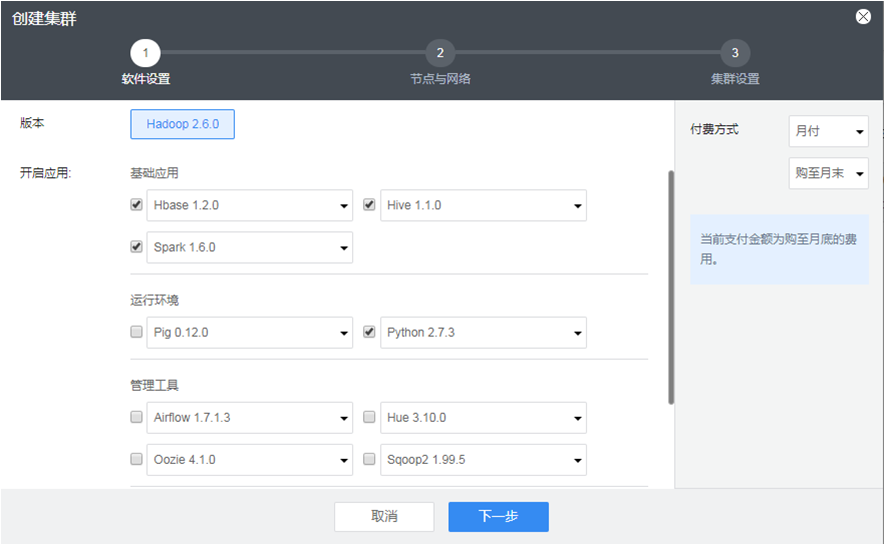 创建集群
1
2
3
软件设置
节点与网络
集群设置
版本
Hadoop 2.6.0
开启应用:
基础应用
Hbase 1.2.0
Hive 1.1.0
Spark 1.6.0
运行环境
Pig 0.12.0
Python 2.7.3
管理工具
Airflow 1.7.1.3
Hue 3.10.0
Oozie 4.1.0
Sqoop2 1.99.5
付费方式
月付
购至月末
当前支付金额为购至月底的费
用。
取消
下一步